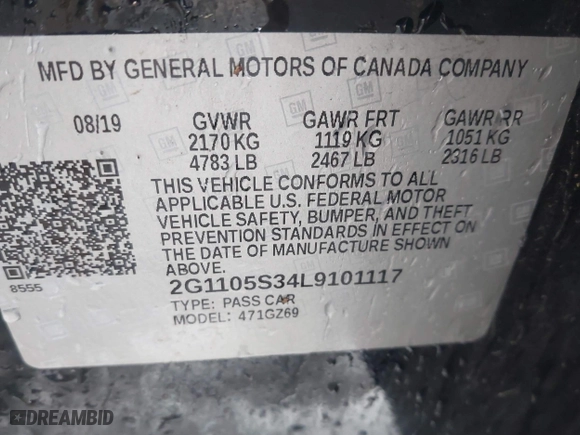 MFD BY GENERAL MOTORS OF CANADA COMPANY
08/19 GVWR GAWR FRT GAWR RR
2170 KG 1119 KG 1051 KG
4783 LB 2467 LB 2316 LB
THIS VEHICLE CONFORMS TO ALL
APPLICABLE U.S. FEDERAL MOTOR
VEHICLE SAFETY, BUMPER, AND THEFT
PREVENTION STANDARDS IN EFFECT ON
THE DATE OF MANUFACTURE SHOWN ABOVE.
8555
2G1105S34L9101117
TYPE: PASS CAR
MODEL: 471GZ69
GM
DREAMBID